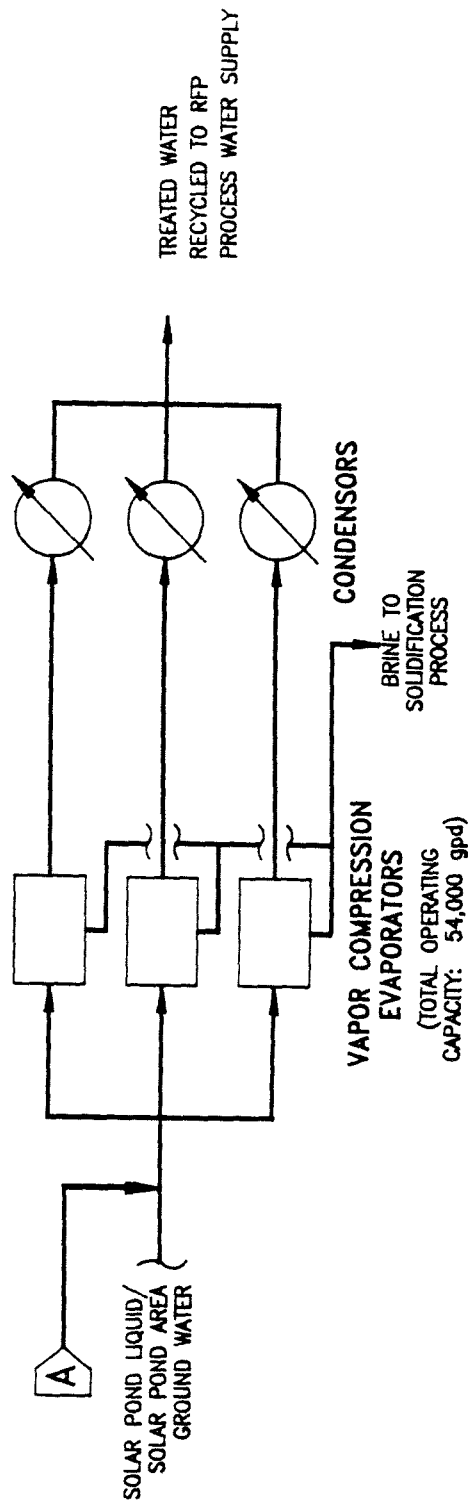 A
SOLAR POND LIQUID/
SOLAR POND AREA
GROUND WATER
VAPOR COMPRESSION
EVAPORATORS
(TOTAL OPERATING
CAPACITY: 54,000 gpd)
CONDENSORS
BRINE TO
SOLIDIFICATION
PROCESS
TREATED WATER
RECYCLED TO RFP
PROCESS WATER SUPPLY